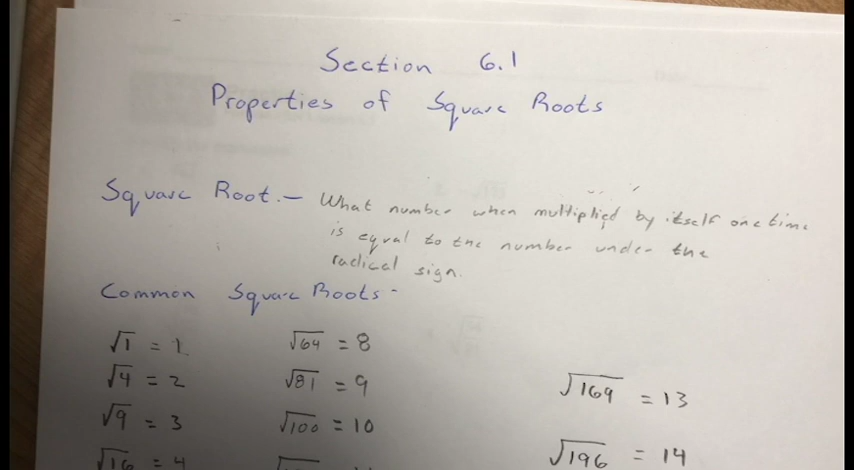 Section 6.1
Properties of Square Roots
Square Root.— What number when multiplied by itself one time
is equal to the number under the
radical sign.
Common Square Roots-
√1 = 1 √64 = 8
√4 = 2 √81 = 9 √169 = 13
√9 = 3 √100 = 10
√16 = 4 √196 = 14